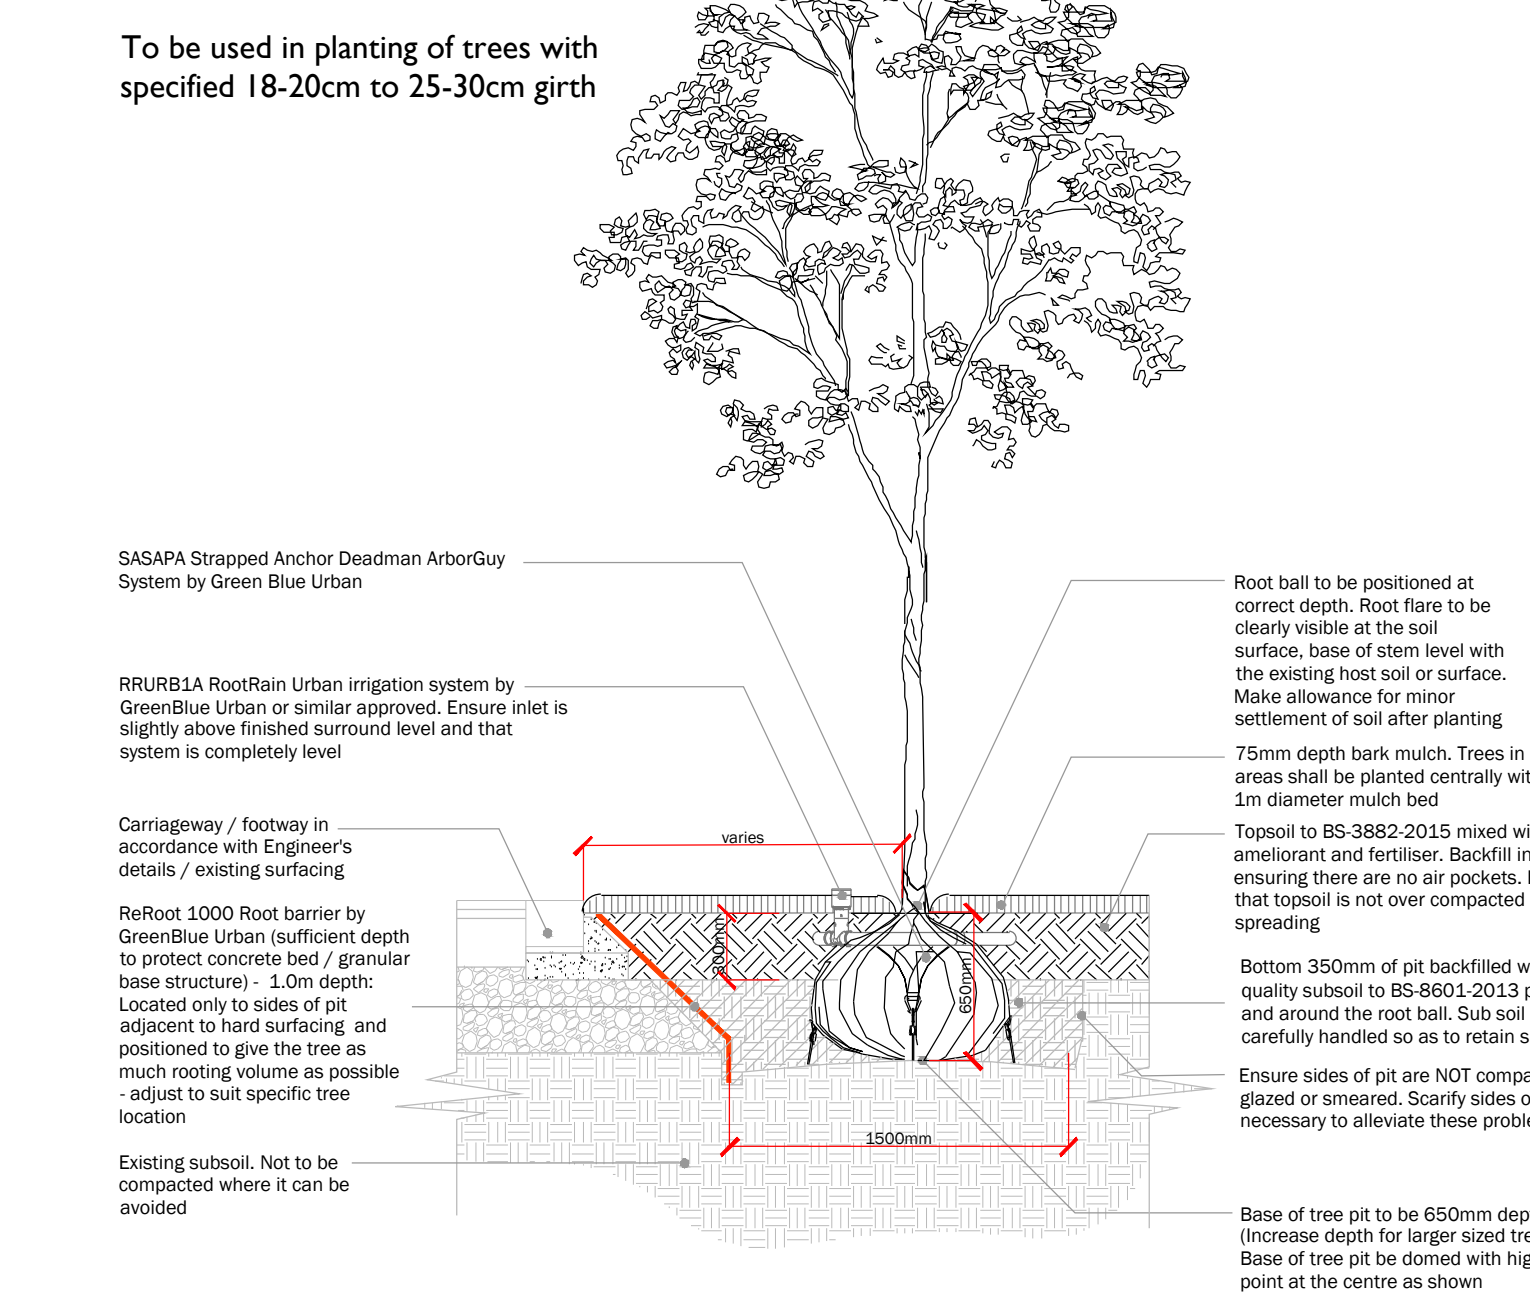 To be used in planting of trees with
specified 18-20cm to 25-30cm girth
SASAPA Strapped Anchor Deadman ArborGuy
System by Green Blue Urban
RRURB1A RootRain Urban irrigation system by
GreenBlue Urban or similar approved. Ensure inlet is
slightly above finished surround level and that
system is completely level
Carriageway / footway in
accordance with Engineer's
details / existing surfacing
ReRoot 1000 Root barrier by
GreenBlue Urban (sufficient depth
to protect concrete bed / granular
base structure) - 1.0m depth:
Located only to sides of pit
adjacent to hard surfacing and
positioned to give the tree as
much rooting volume as possible
- adjust to suit specific tree
location
Existing subsoil. Not to be
compacted where it can be
avoided
varies
300mm
650mm
1500mm
Root ball to be positioned at
correct depth. Root flare to be
clearly visible at the soil
surface, base of stem level with
the existing host soil or surface.
Make allowance for minor
settlement of soil after planting
75mm depth bark mulch. Trees in
areas shall be planted centrally
1m diameter mulch bed
Topsoil to BS-3882-2015 mixed
ameliorant and fertiliser. Backfill
ensuring there are no air pockets.
that topsoil is not over compacted
spreading
Bottom 350mm of pit backfilled
quality subsoil to BS-8601-2013
and around the root ball. Sub soil
carefully handled so as to retain
Ensure sides of pit are NOT
glazed or smeared. Scarify sides
necessary to alleviate these
Base of tree pit to be 650mm
(Increase depth for larger sized
Base of tree pit be domed with
point at the centre as shown